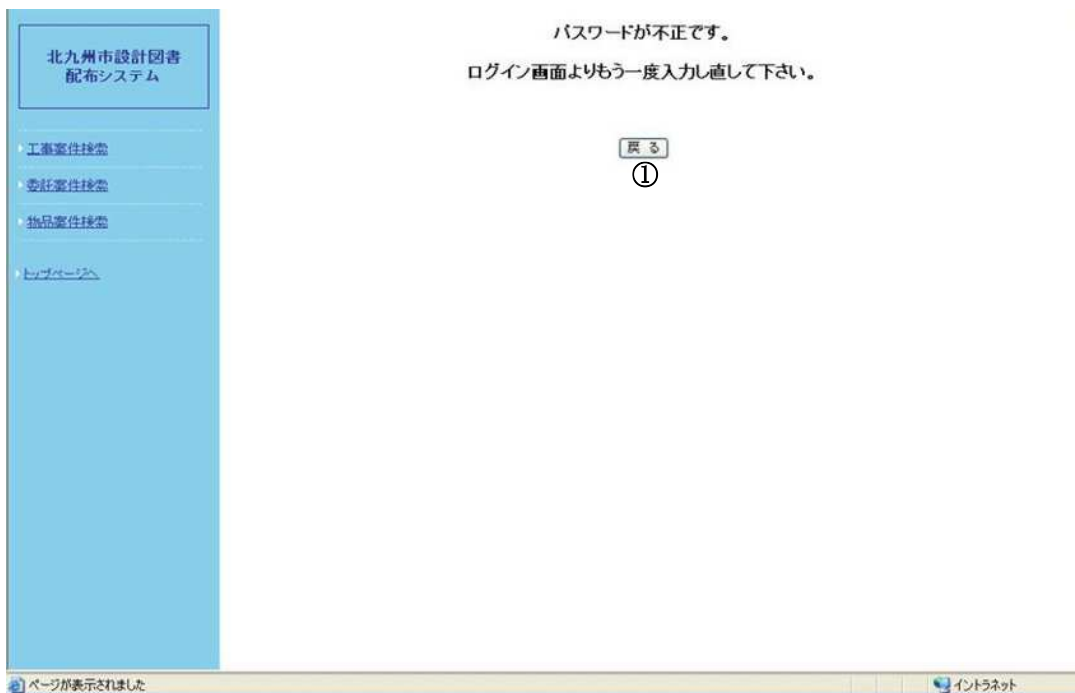 北九州市設計図書
配布システム
工事案件検索
委託案件検索
物品案件検索
トップページへ
パスワードが不正です。
ログイン画面よりもう一度入力し直して下さい。
戻る
①
ページが表示されました
イントラネット